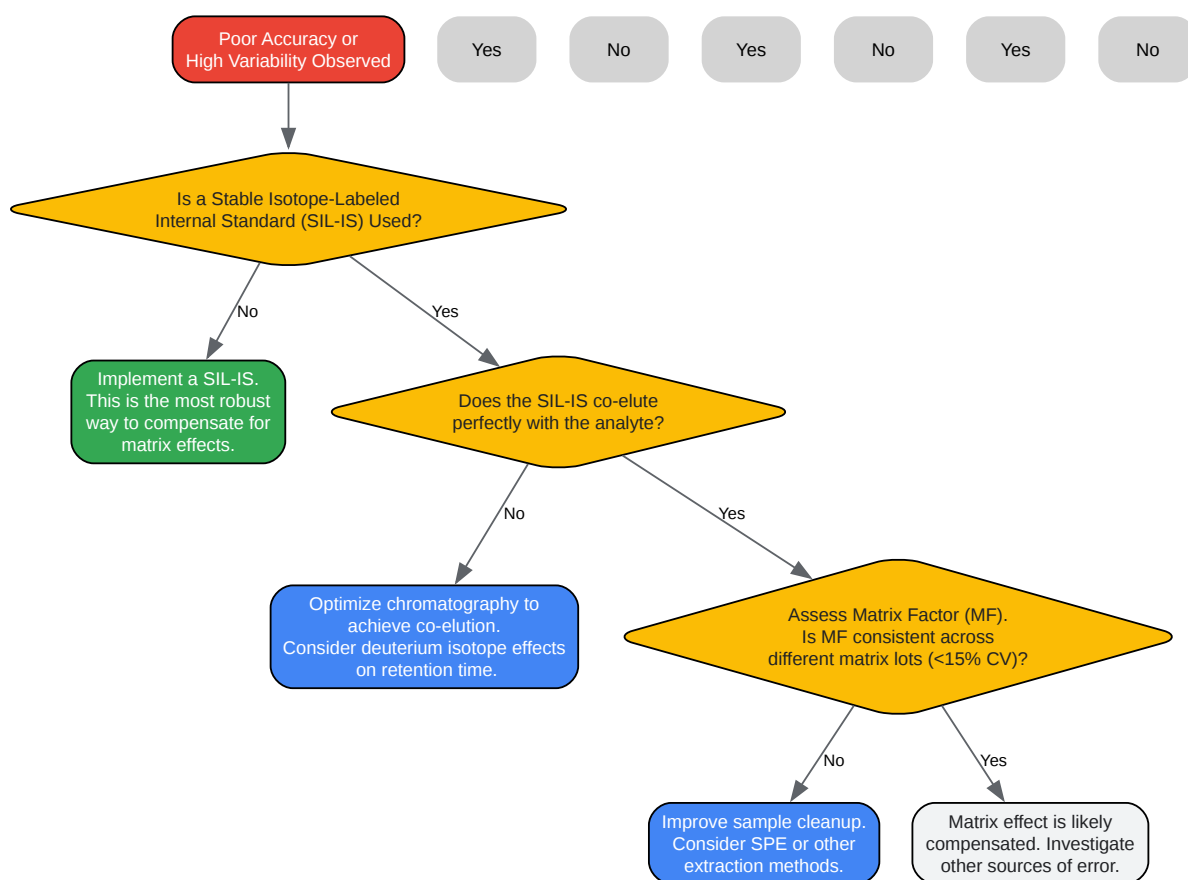 Poor Accuracy or
High Variability Observed
Yes
No
Yes
No
Yes
No
Is a Stable Isotope-Labeled
Internal Standard (SIL-IS) Used?
No
Yes
Implement a SIL-IS.
This is the most robust
way to compensate for
matrix effects.
Does the SIL-IS co-elute
perfectly with the analyte?
No
Yes
Optimize chromatography to
achieve co-elution.
Consider deuterium isotope effects
on retention time.
Assess Matrix Factor (MF).
Is MF consistent across
different matrix lots (<15% CV)?
No
Yes
Improve sample cleanup.
Consider SPE or other
extraction methods.
Matrix effect is likely
compensated. Investigate
other sources of error.